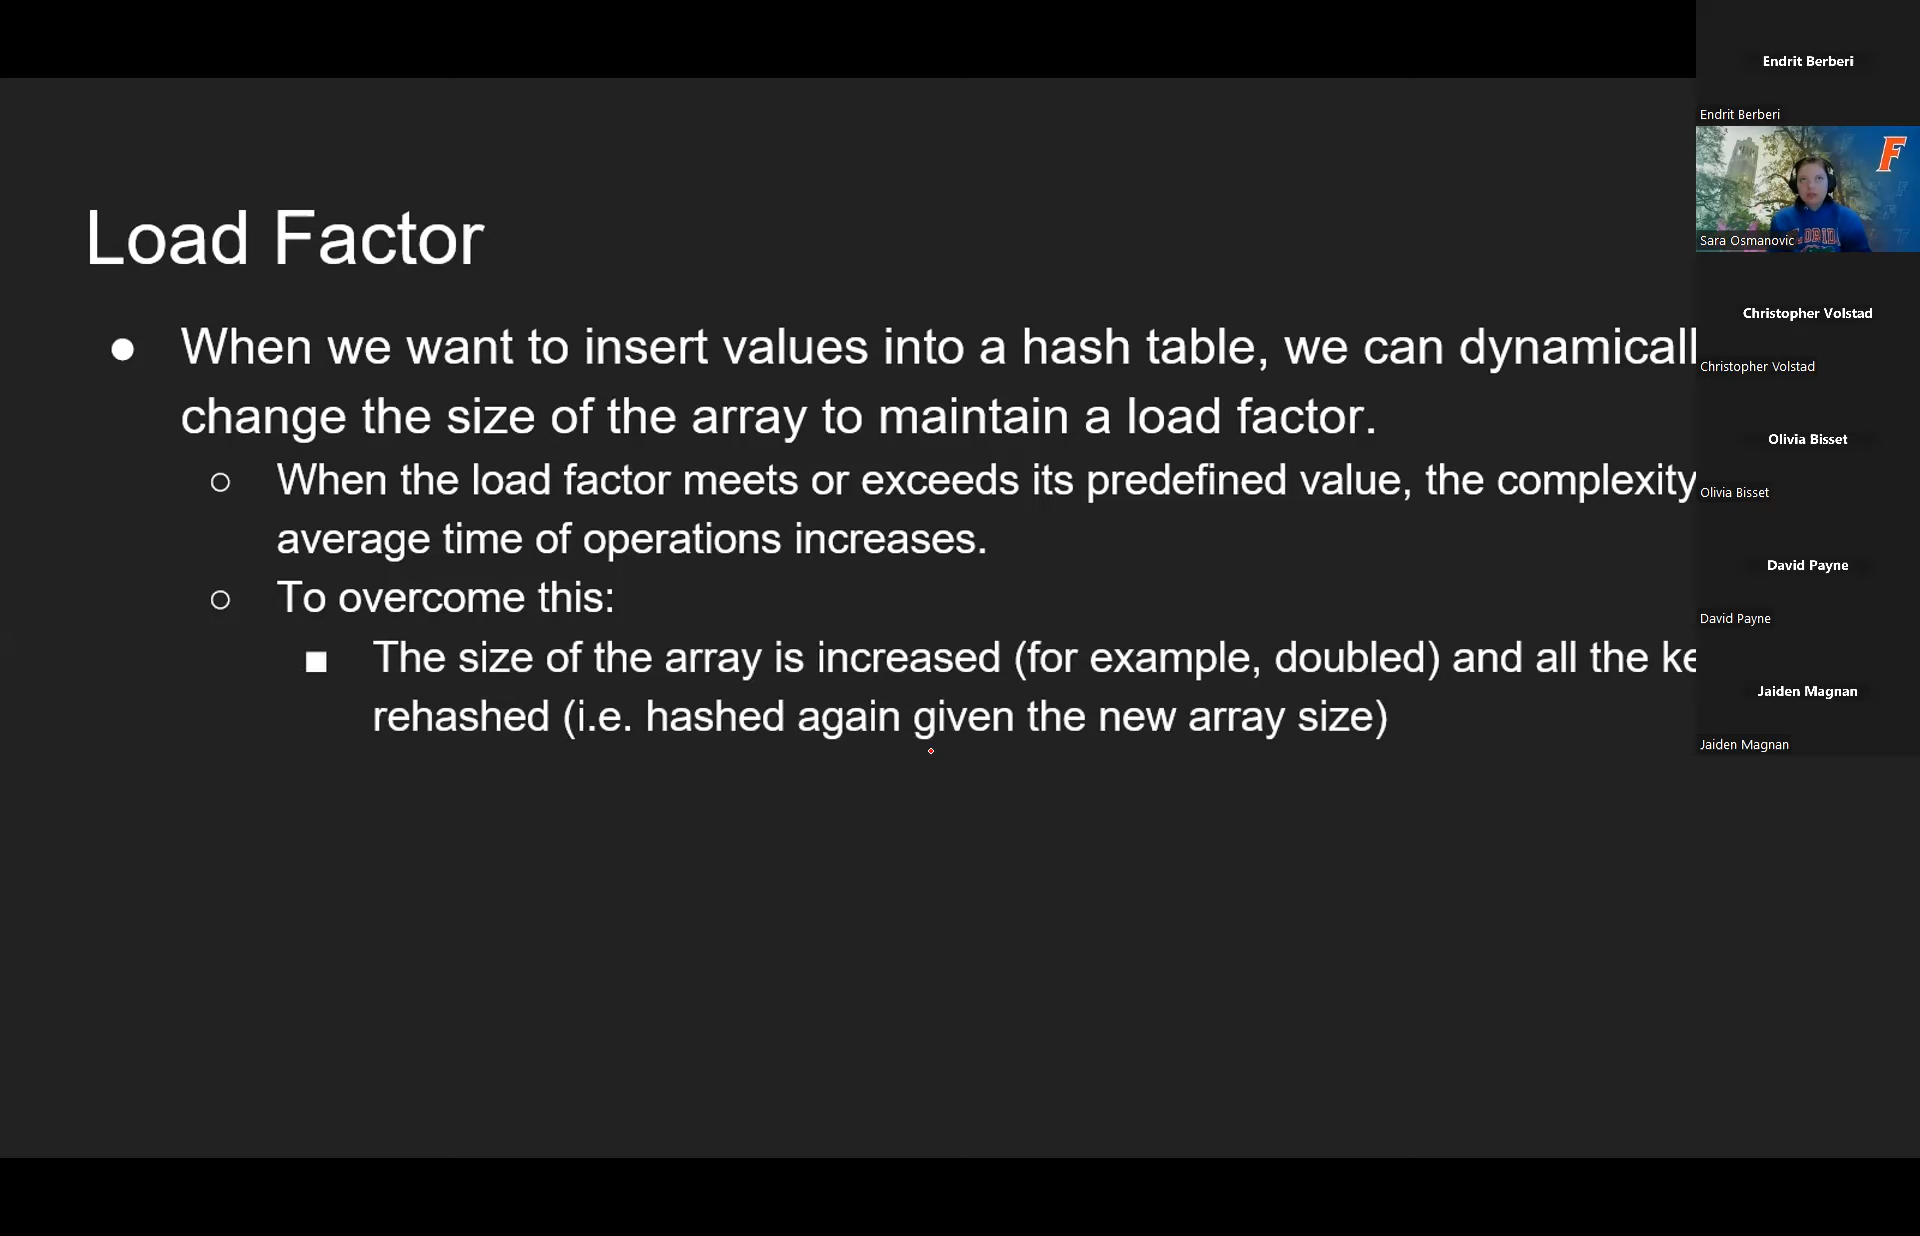 Load Factor
● When we want to insert values into a hash table, we can dynamicall
change the size of the array to maintain a load factor.
○ When the load factor meets or exceeds its predefined value, the complexity
average time of operations increases.
○ To overcome this:
■ The size of the array is increased (for example, doubled) and all the ke
rehashed (i.e. hashed again given the new array size)
Endrit Berberi
Endrit Berberi
F
Sara Osmanovic
Christopher Volstad
Christopher Volstad
Olivia Bisset
Olivia Bisset
David Payne
David Payne
Jaiden Magnan
Jaiden Magnan